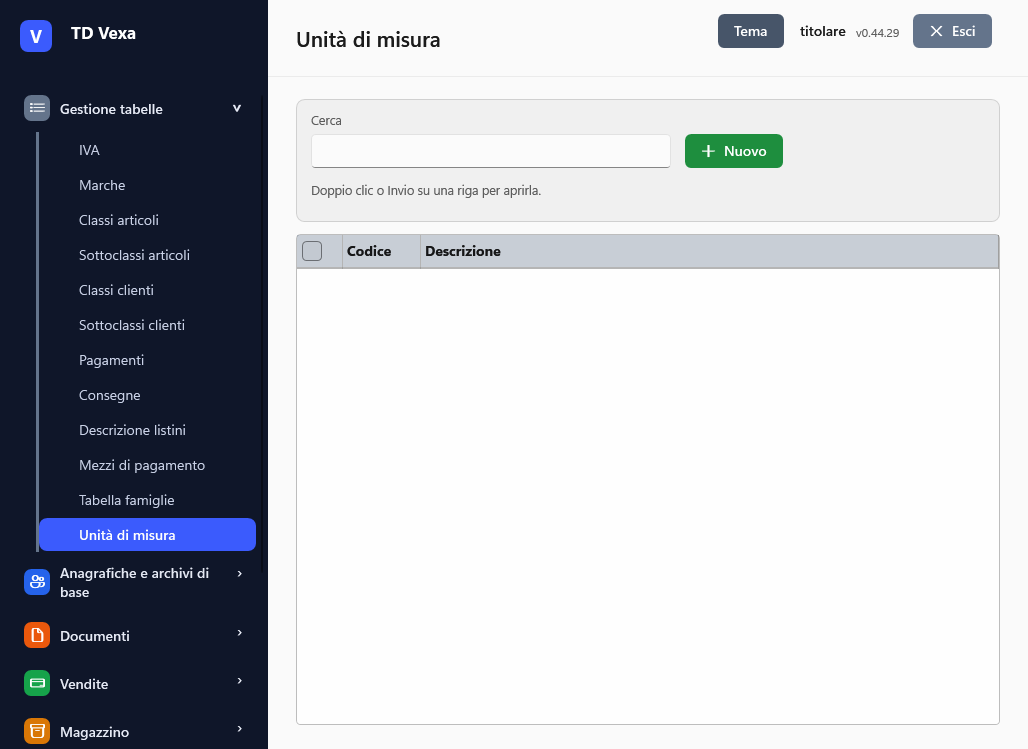 V TD Vexa
Gestione tabelle
IVA
Marche
Classi articoli
Sottoclassi articoli
Classi clienti
Sottoclassi clienti
Pagamenti
Consegne
Descrizione listini
Mezzi di pagamento
Tabella famiglie
Unità di misura
Anagrafiche e archivi di
base
Documenti
Vendite
Magazzino
Unità di misura
Tema titolare v0.44.29 Esci
Cerca
Nuovo
Doppio clic o Invio su una riga per aprirla.
Codice Descrizione